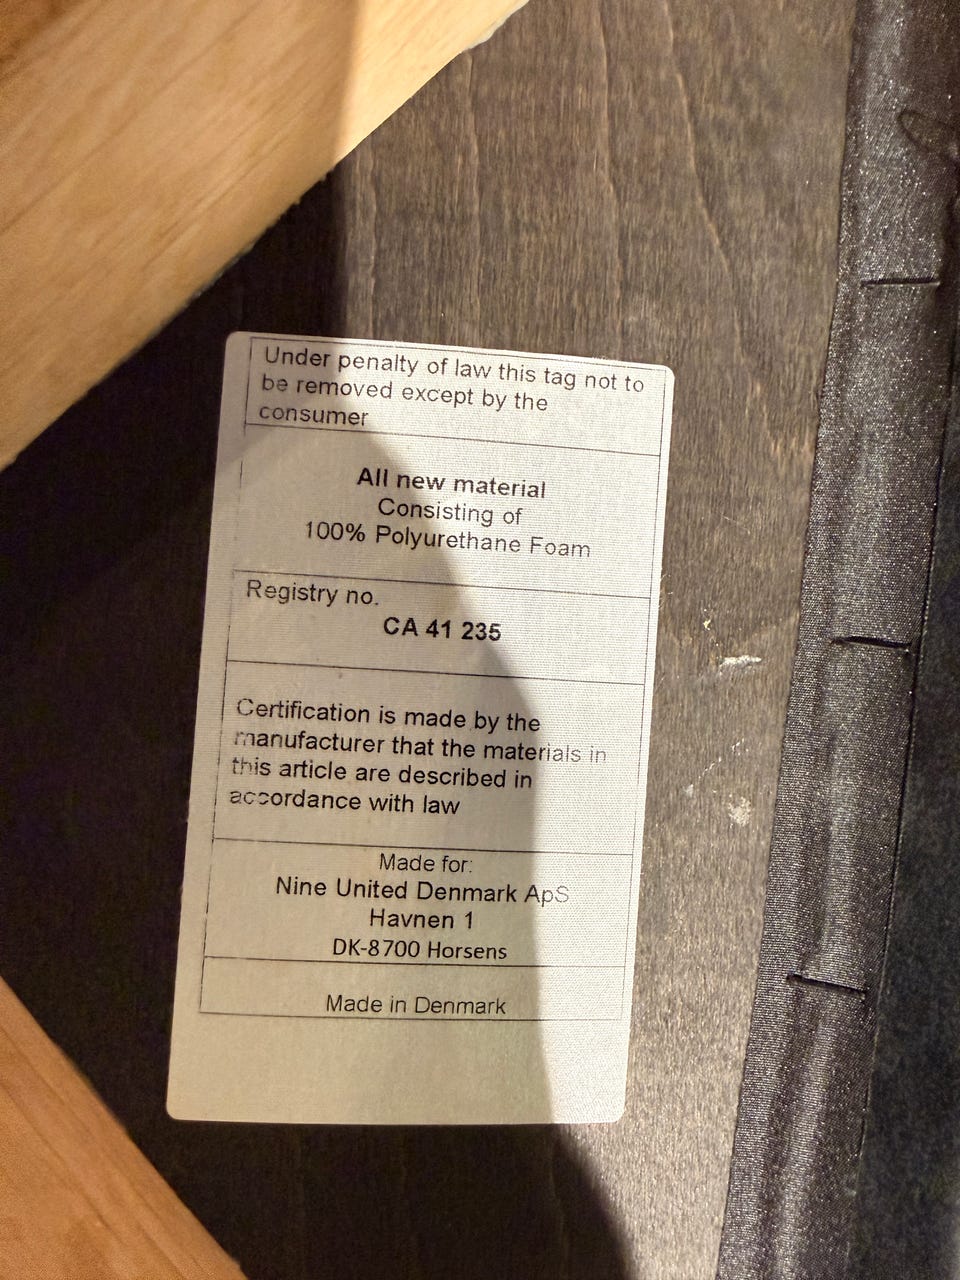 Under penalty of law this tag not to
be removed except by the
consumer
All new material
Consisting of
100% Polyurethane Foam
Registry no.
CA 41 235
Certification is made by the
manufacturer that the materials in
this article are described in
accordance with law
Made for:
Nine United Denmark ApS
Havnen 1
DK-8700 Horsens
Made in Denmark